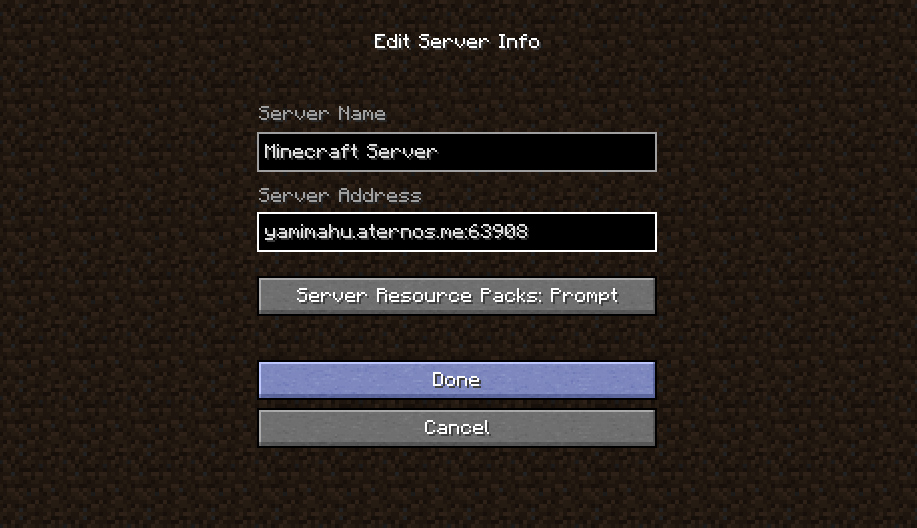 Edit Server Info
Server Name
Minecraft Server
Server Address
yamimahu.aternos.me:63908
Server Resource Packs: Prompt
Done
Cancel